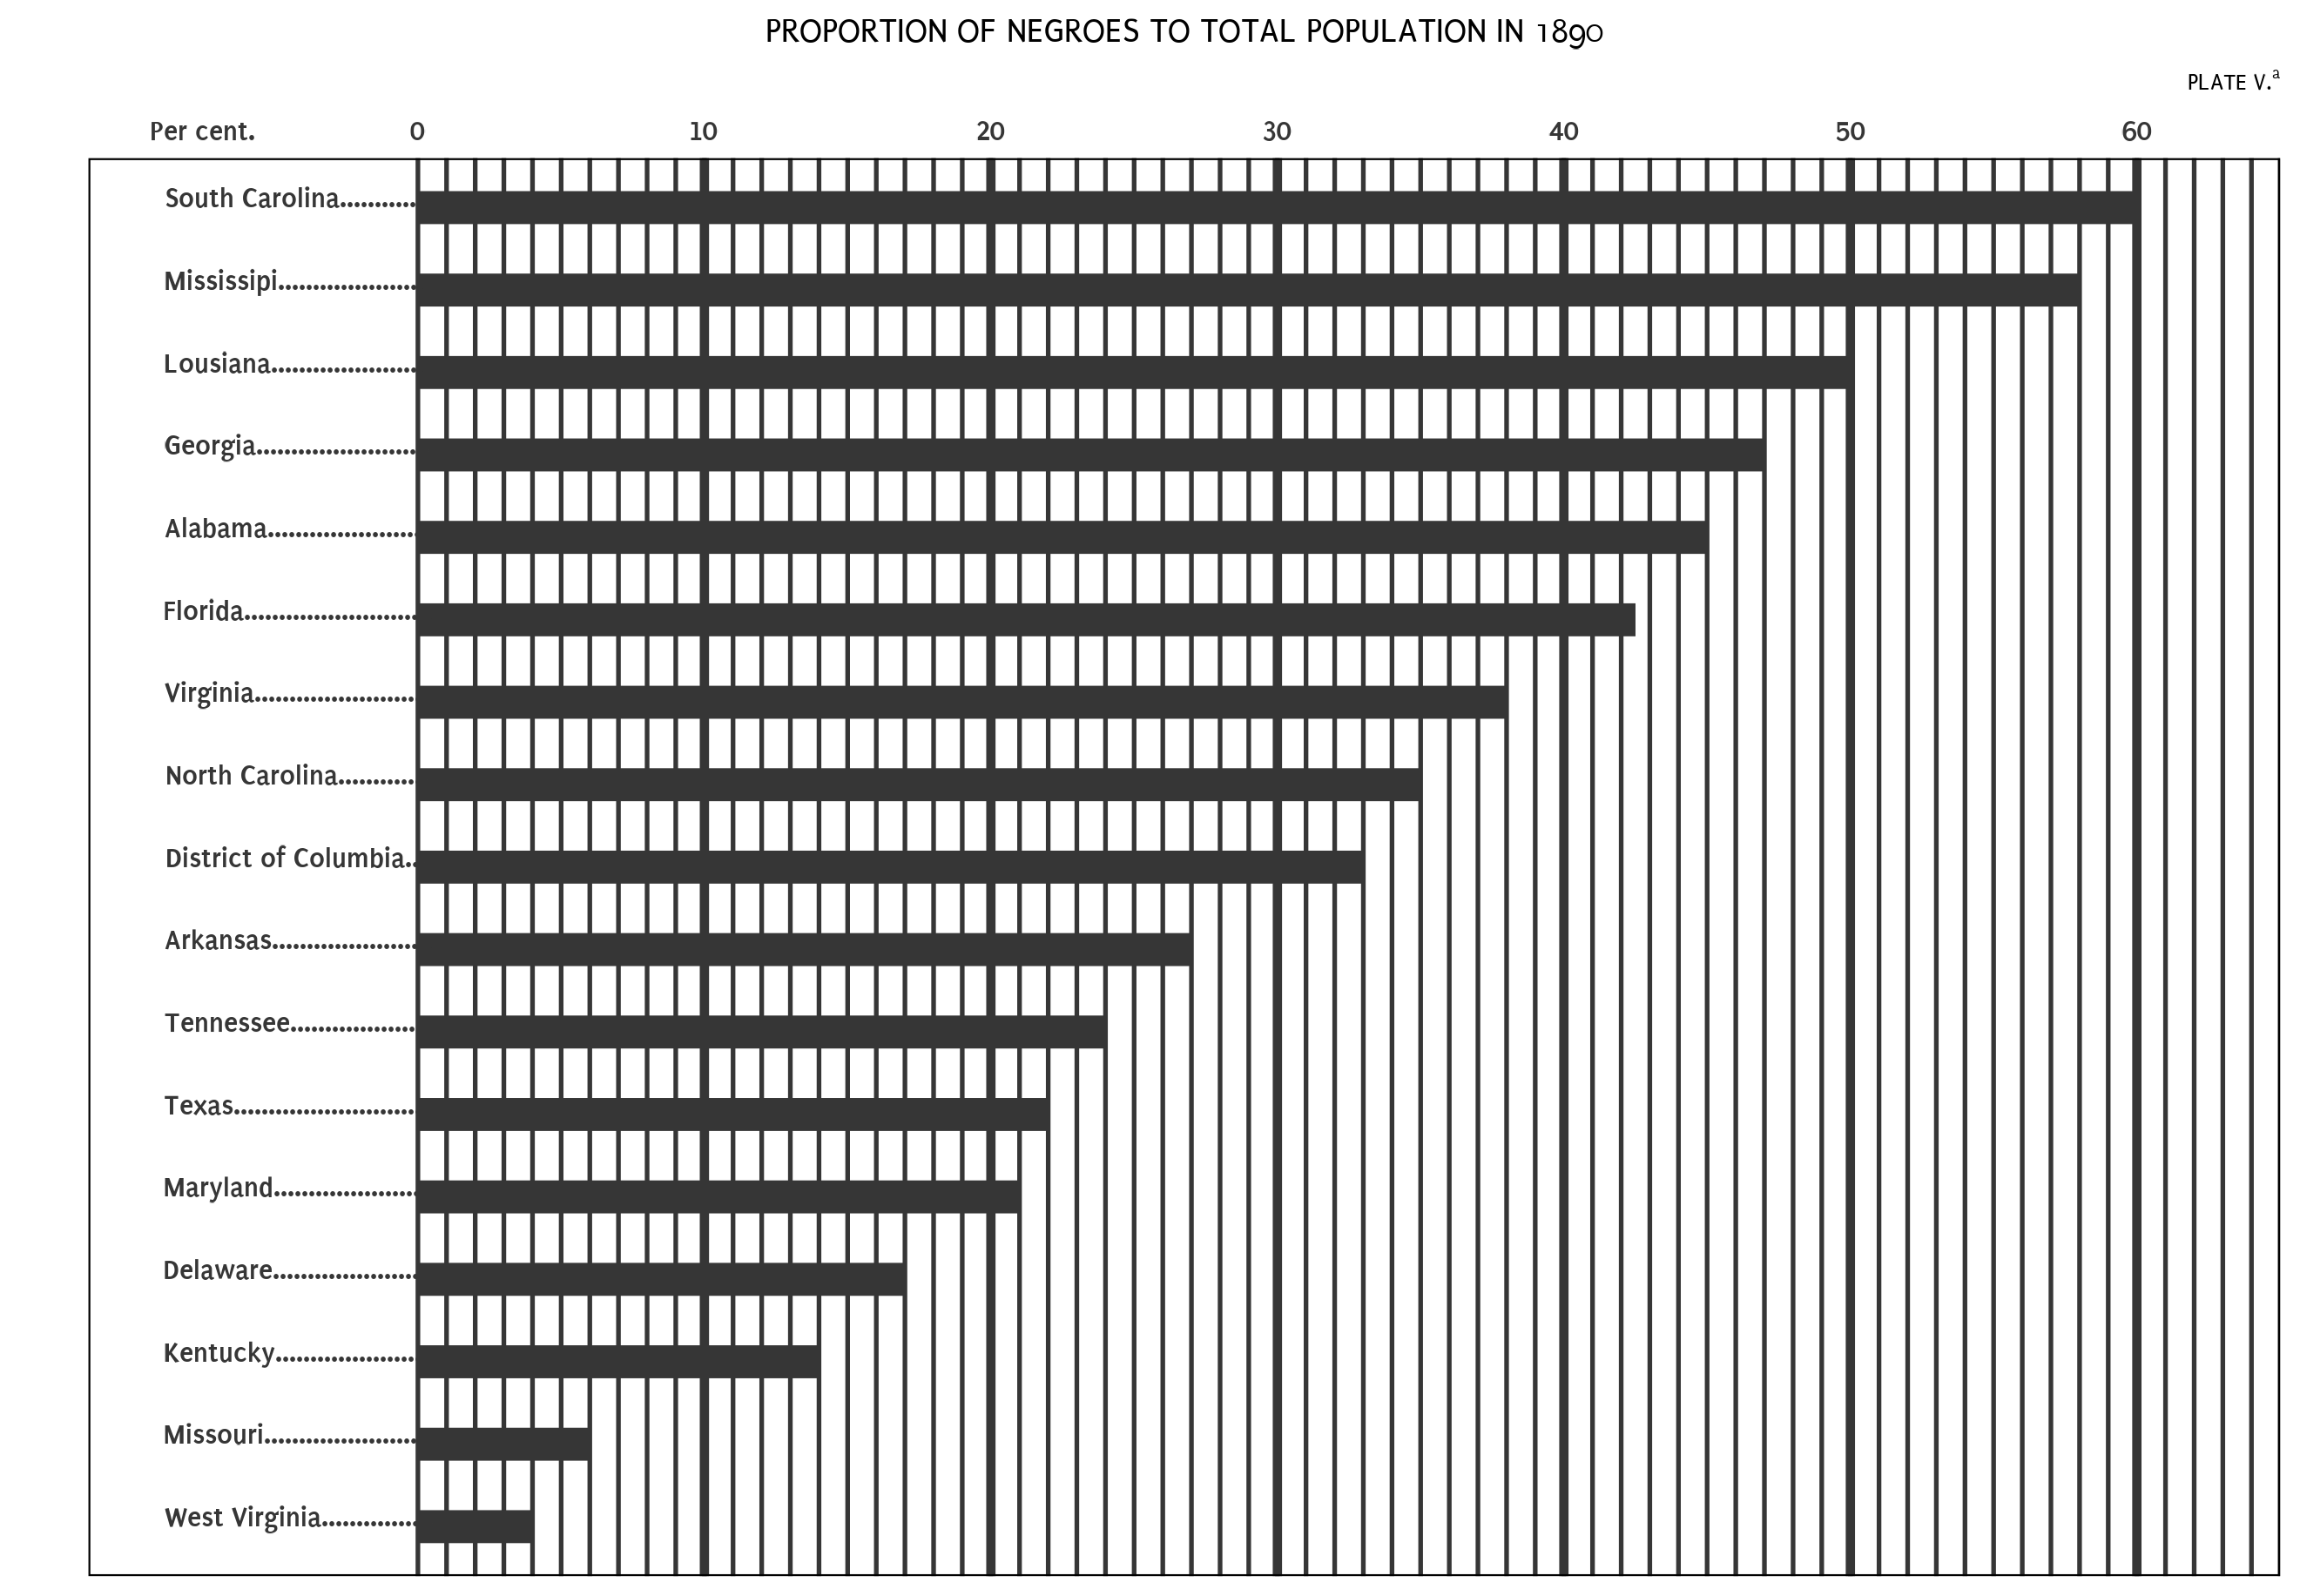 PROPORTION OF NEGROES TO TOTAL POPULATION IN 1890
PLATE V.ª
Per cent. 0 10 20 30 40 50 60
South Carolina...........
Mississipi....................
Lousiana.....................
Georgia.......................
Alabama.....................
Florida.........................
Virginia.......................
North Carolina...........
District of Columbia..
Arkansas.....................
Tennessee..................
Texas..........................
Maryland.....................
Delaware.....................
Kentucky....................
Missouri......................
West Virginia..............